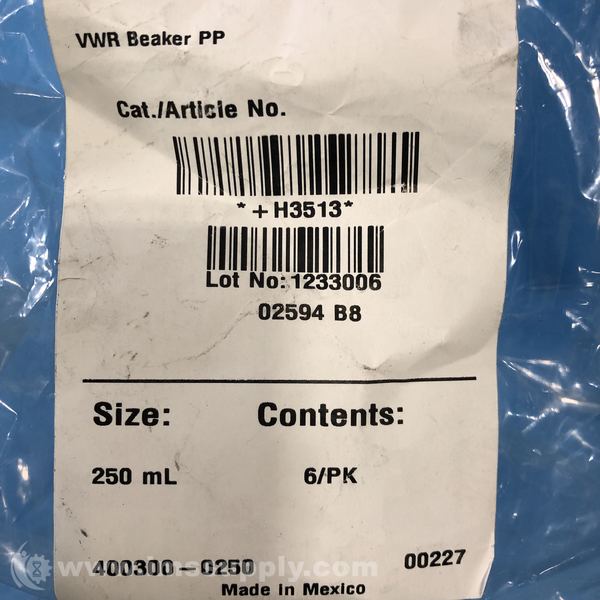 VWR Beaker PP
Cat./Article No.
*+H3513*
Lot No: 1233006
02594 B8
Size: Contents:
250 mL 6/PK
400300-0250 00227
Made in Mexico